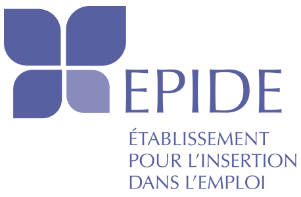 EPIDE
ÉTABLISSEMENT
POUR L'INSERTION
DANS L'EMPLOI